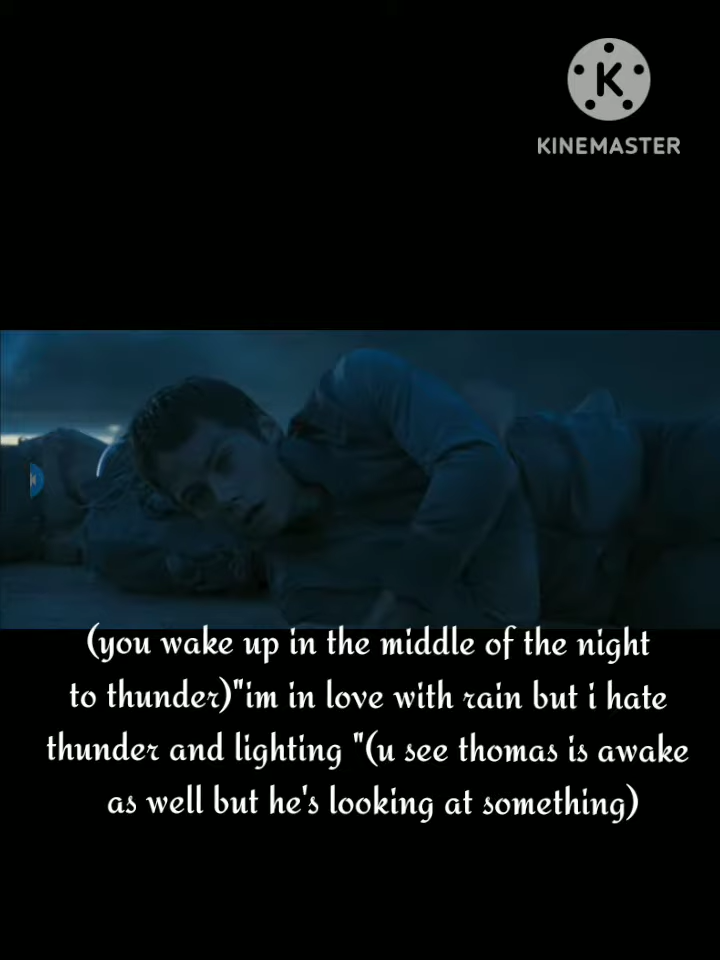 K
KINEMASTER
(you wake up in the middle of the night
to thunder)"im in love with rain but i hate
thunder and lighting "(u see thomas is awake
as well but he's looking at something)